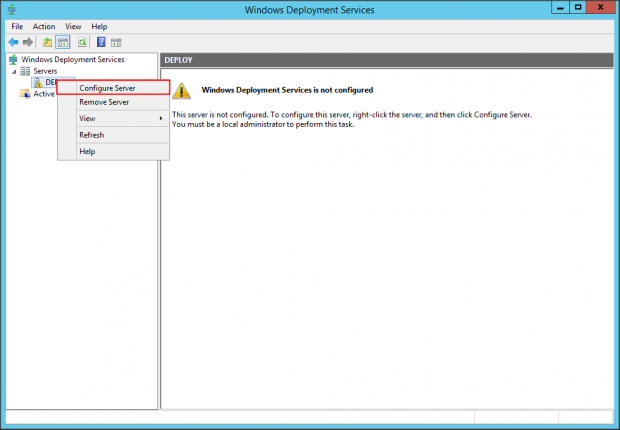 Windows Deployment Services
File Action View Help
Windows Deployment Services
Servers
DE
Active
Configure Server
Remove Server
View
Refresh
Help
DEPLOY
Windows Deployment Services is not configured
This server is not configured. To configure this server, right-click the server, and then click Configure Server.
You must be a local administrator to perform this task.